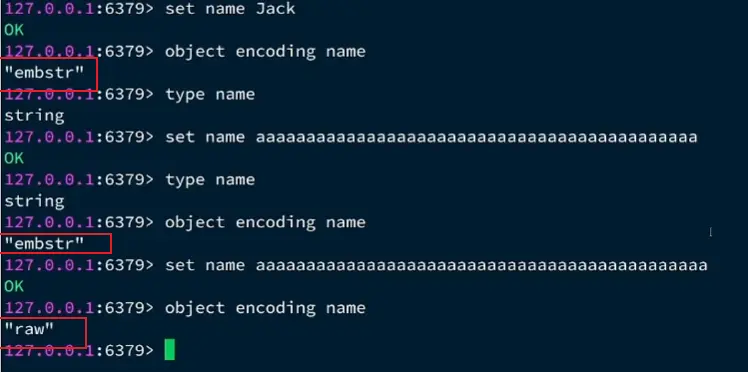 127.0.0.1:6379> set name Jack
OK
127.0.0.1:6379> object encoding name
"embstr"
127.0.0.1:6379> type name
string
127.0.0.1:6379> set name aaaaaaaaaaaaaaaaaaaaaaaaaaaaaaaaaaaaaaaaaaaa
OK
127.0.0.1:6379> type name
string
127.0.0.1:6379> object encoding name
"embstr"
127.0.0.1:6379> set name aaaaaaaaaaaaaaaaaaaaaaaaaaaaaaaaaaaaaaaaaaaaa
OK
127.0.0.1:6379> object encoding name
"raw"
127.0.0.1:6379>